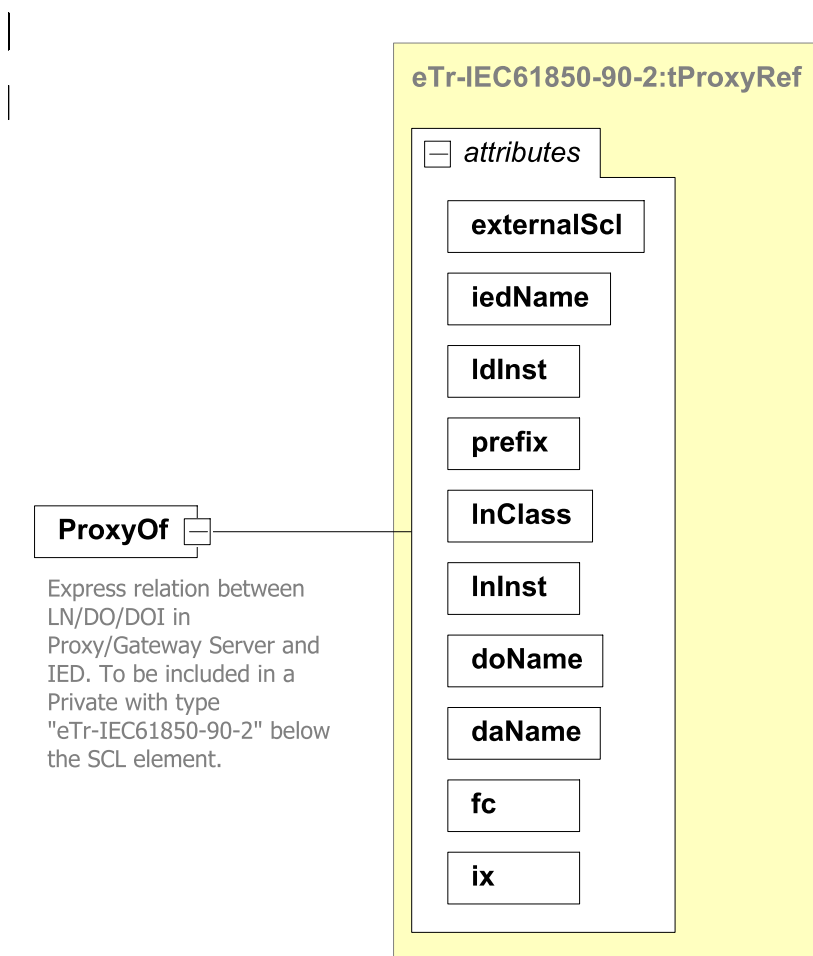 eTr-IEC61850-90-2:tProxyRef
attributes
externalScl
iedName
ldInst
prefix
lnClass
lnInst
doName
daName
fc
ix
ProxyOf
Express relation between
LN/DO/DOI in
Proxy/Gateway Server and
IED. To be included in a
Private with type
"eTr-IEC61850-90-2" below
the SCL element.